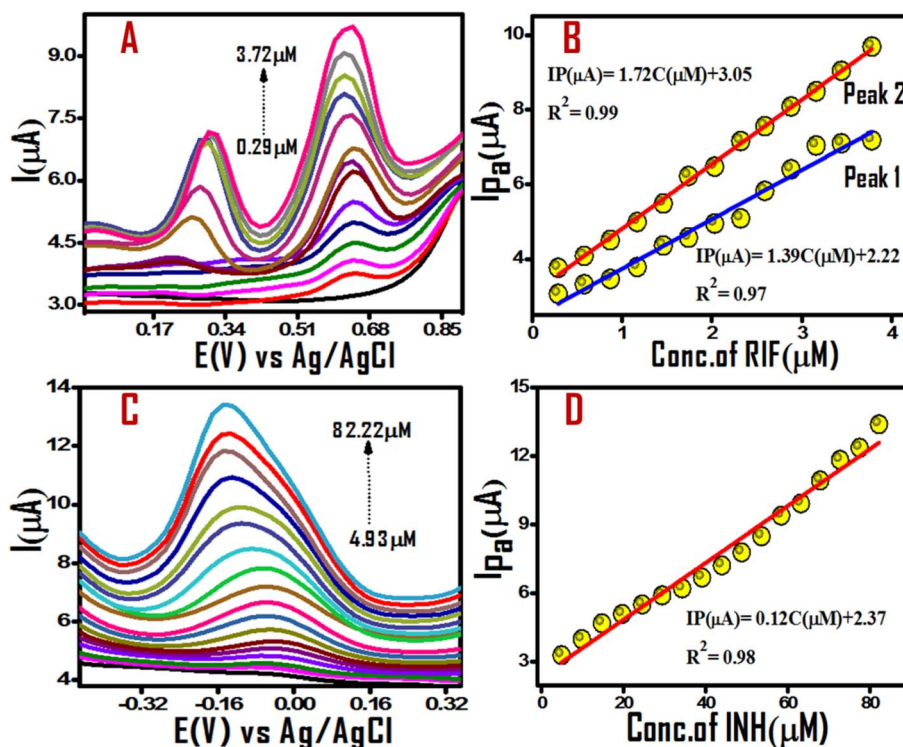 A
9.0
7.5
6.0
4.5
3.0
I(μA)
3.72μM
0.29μM
0.17
0.34
0.51
0.68
0.85
E(V) vs Ag/AgCl
B
8
6
4
Ipa(μA)
IP(μA)= 1.72C(μM)+3.05
R²= 0.99
Peak 2
Peak 1
IP(μA)= 1.39C(μM)+2.22
R²= 0.97
0
1
2
3
4
Conc.of RIF(μM)
C
14
12
10
8
6
4
I(μA)
82.22μM
4.93μM
-0.32
-0.16
0.00
0.16
0.32
E(V) vs Ag/AgCl
D
15
12
9
6
3
Ipa(μA)
IP(μA)= 0.12C(μM)+2.37
R²= 0.98
0
20
40
60
80
Conc.of INH(μM)